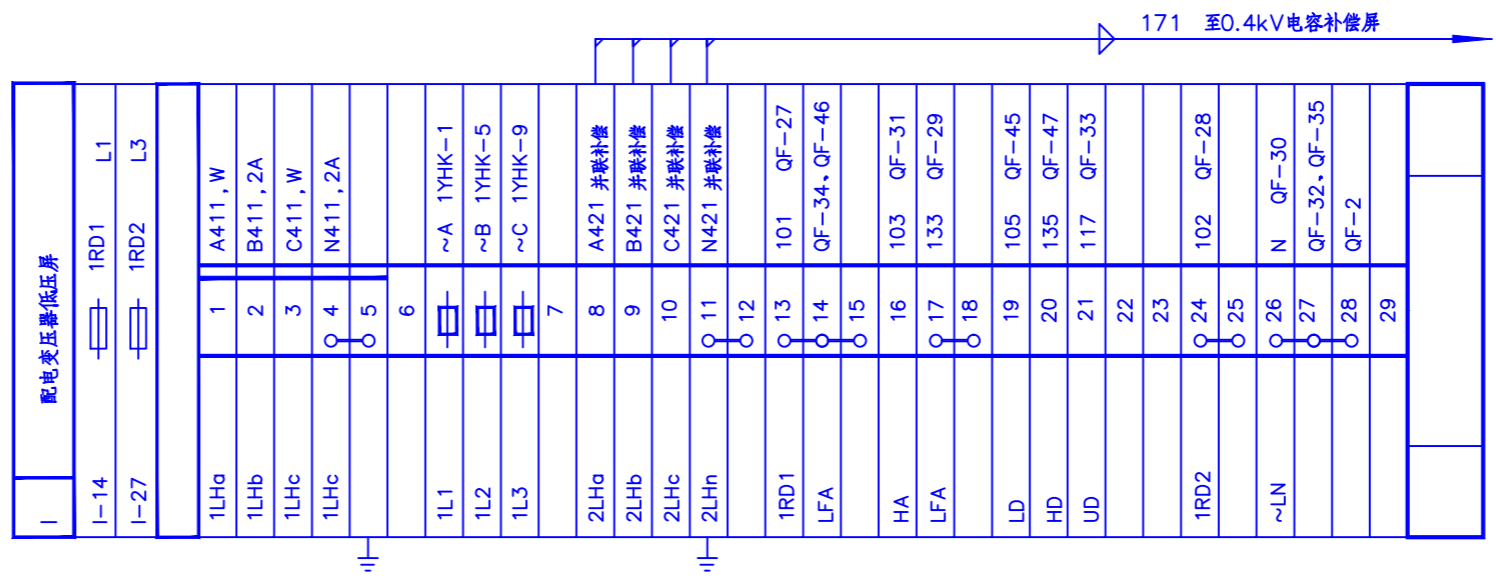 171 至0.4kV电容补偿屏
配电变压器低压屏
I
L1
1RD1
I-14
L3
1RD2
I-27
A411,W
1
1LHa
B411,2A
2
1LHb
C411,W
3
1LHc
N411,2A
4
1LHc
5
6
~A 1YHK-1
1L1
~B 1YHK-5
1L2
~C 1YHK-9
1L3
7
A421 并联补偿
8
2LHa
B421 并联补偿
9
2LHb
C421 并联补偿
10
2LHc
N421 并联补偿
11
2LHn
12
101 QF-27
13
1RD1
QF-34、QF-46
14
LFA
15
103 QF-31
16
HA
133 QF-29
17
LFA
18
105 QF-45
19
LD
135 QF-47
20
HD
117 QF-33
21
UD
22
23
102 QF-28
24
1RD2
25
N QF-30
26
~LN
QF-32、QF-35
27
QF-2
28
29